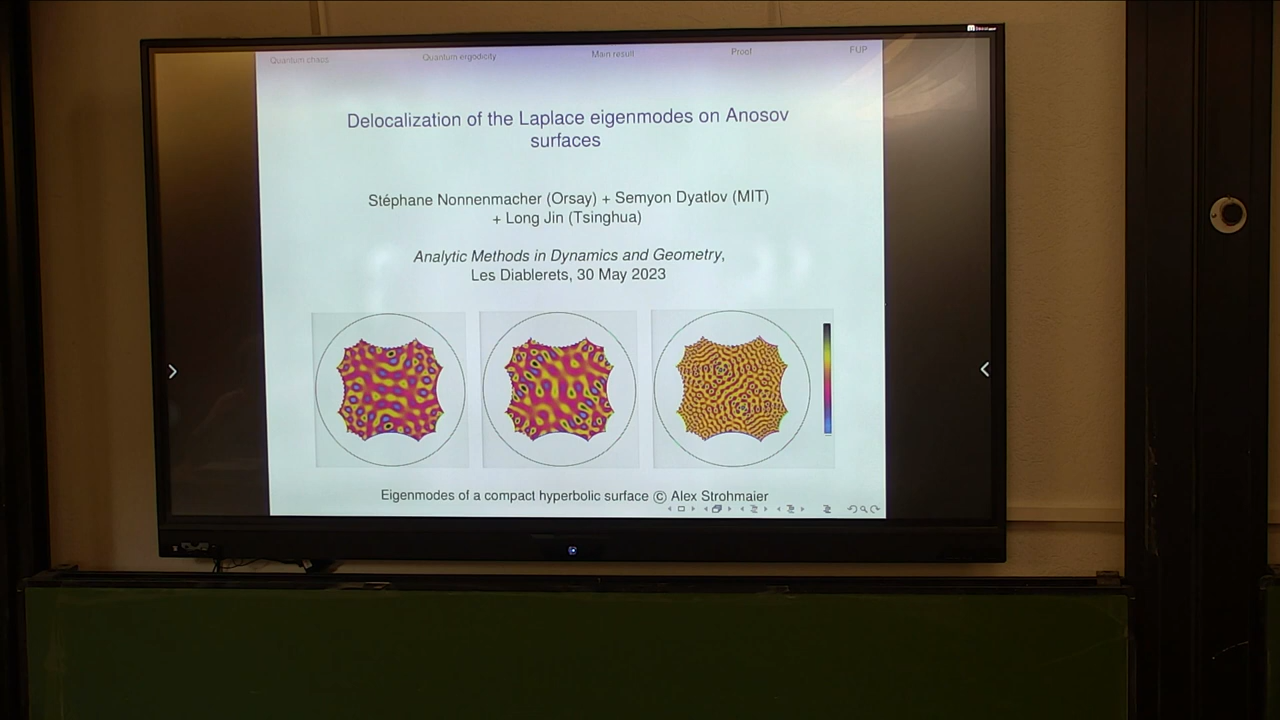 Quantum chaos Quantum ergodicity Main result Proof FUP
Delocalization of the Laplace eigenmodes on Anosov
surfaces
Stéphane Nonnenmacher (Orsay) + Semyon Dyatlov (MIT)
+ Long Jin (Tsinghua)
Analytic Methods in Dynamics and Geometry,
Les Diablerets, 30 May 2023
Eigenmodes of a compact hyperbolic surface © Alex Strohmaier